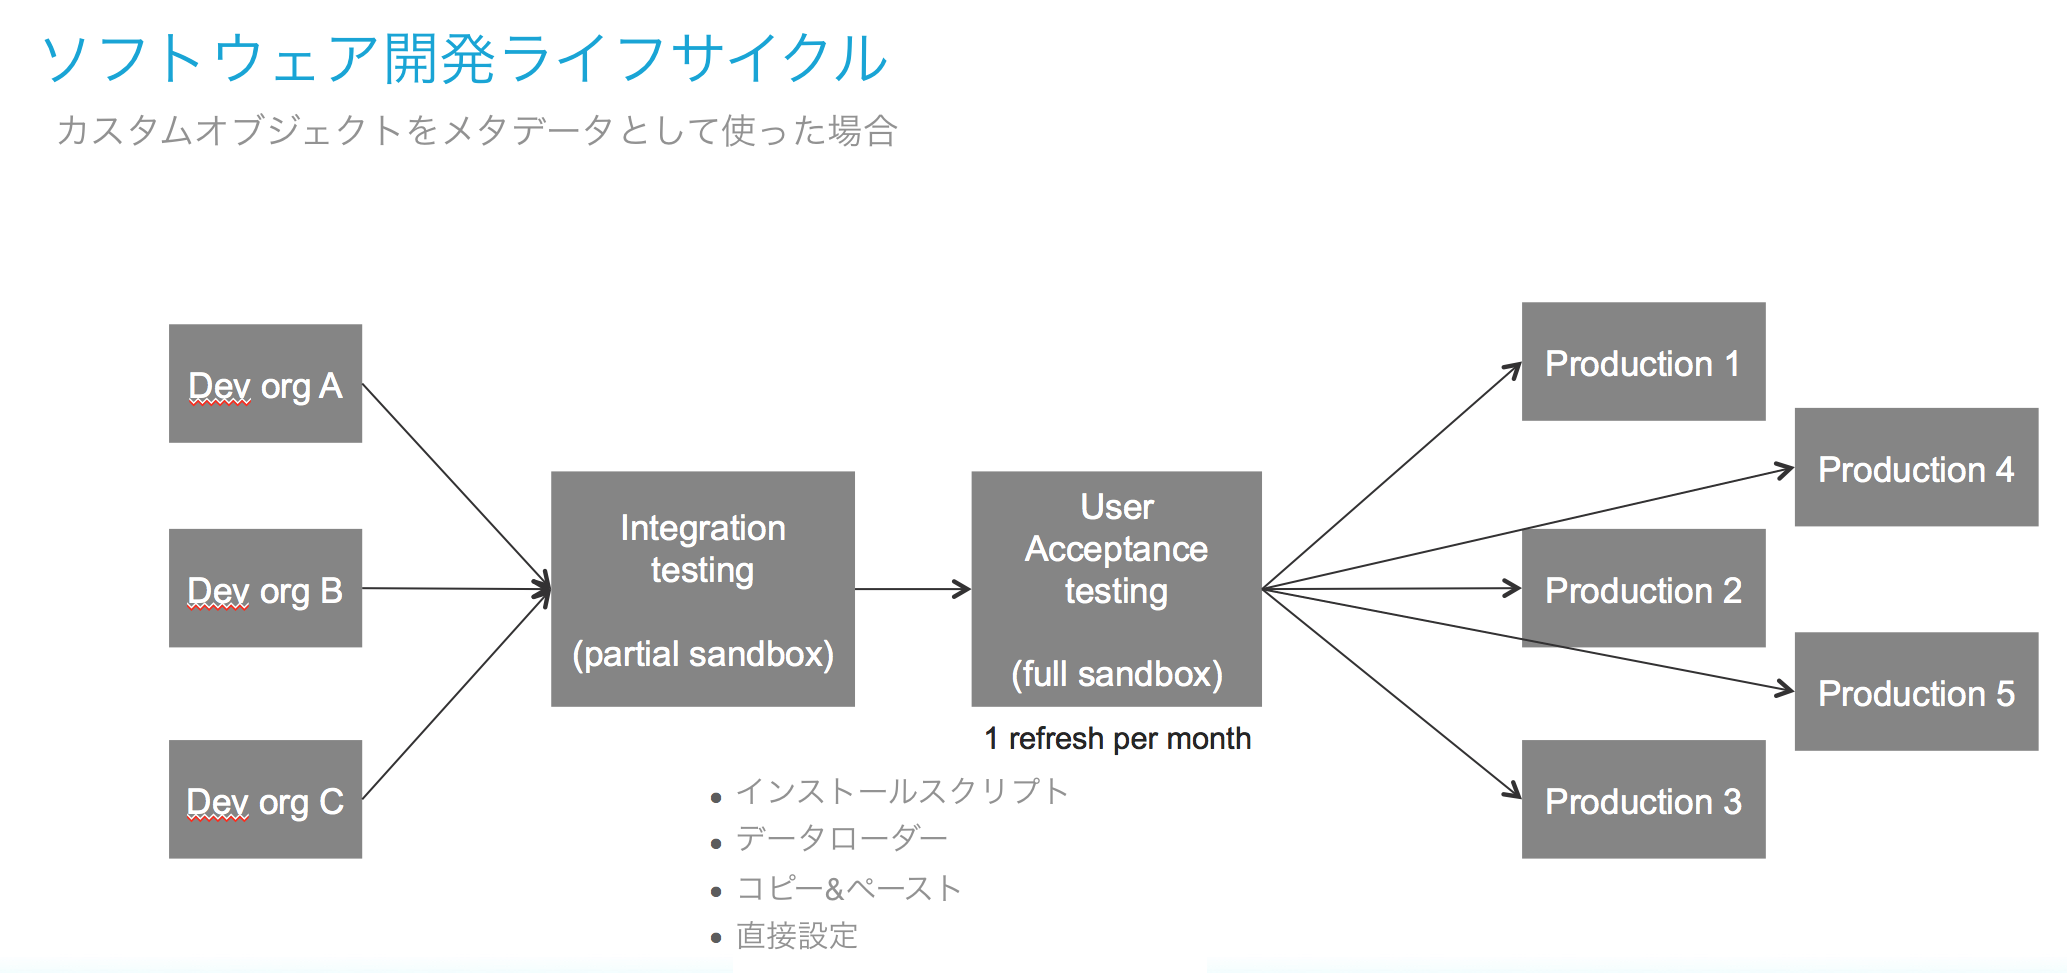 ソフトウェア開発ライフサイクル
カスタムオブジェクトをメタデータとして使った場合
Dev org A
Dev org B
Dev org C
Integration
testing
(partial sandbox)
User
Acceptance
testing
(full sandbox)
1 refresh per month
• インストールスクリプト
• データローダー
• コピー&ペースト
• 直接設定
Production 1
Production 4
Production 2
Production 5
Production 3